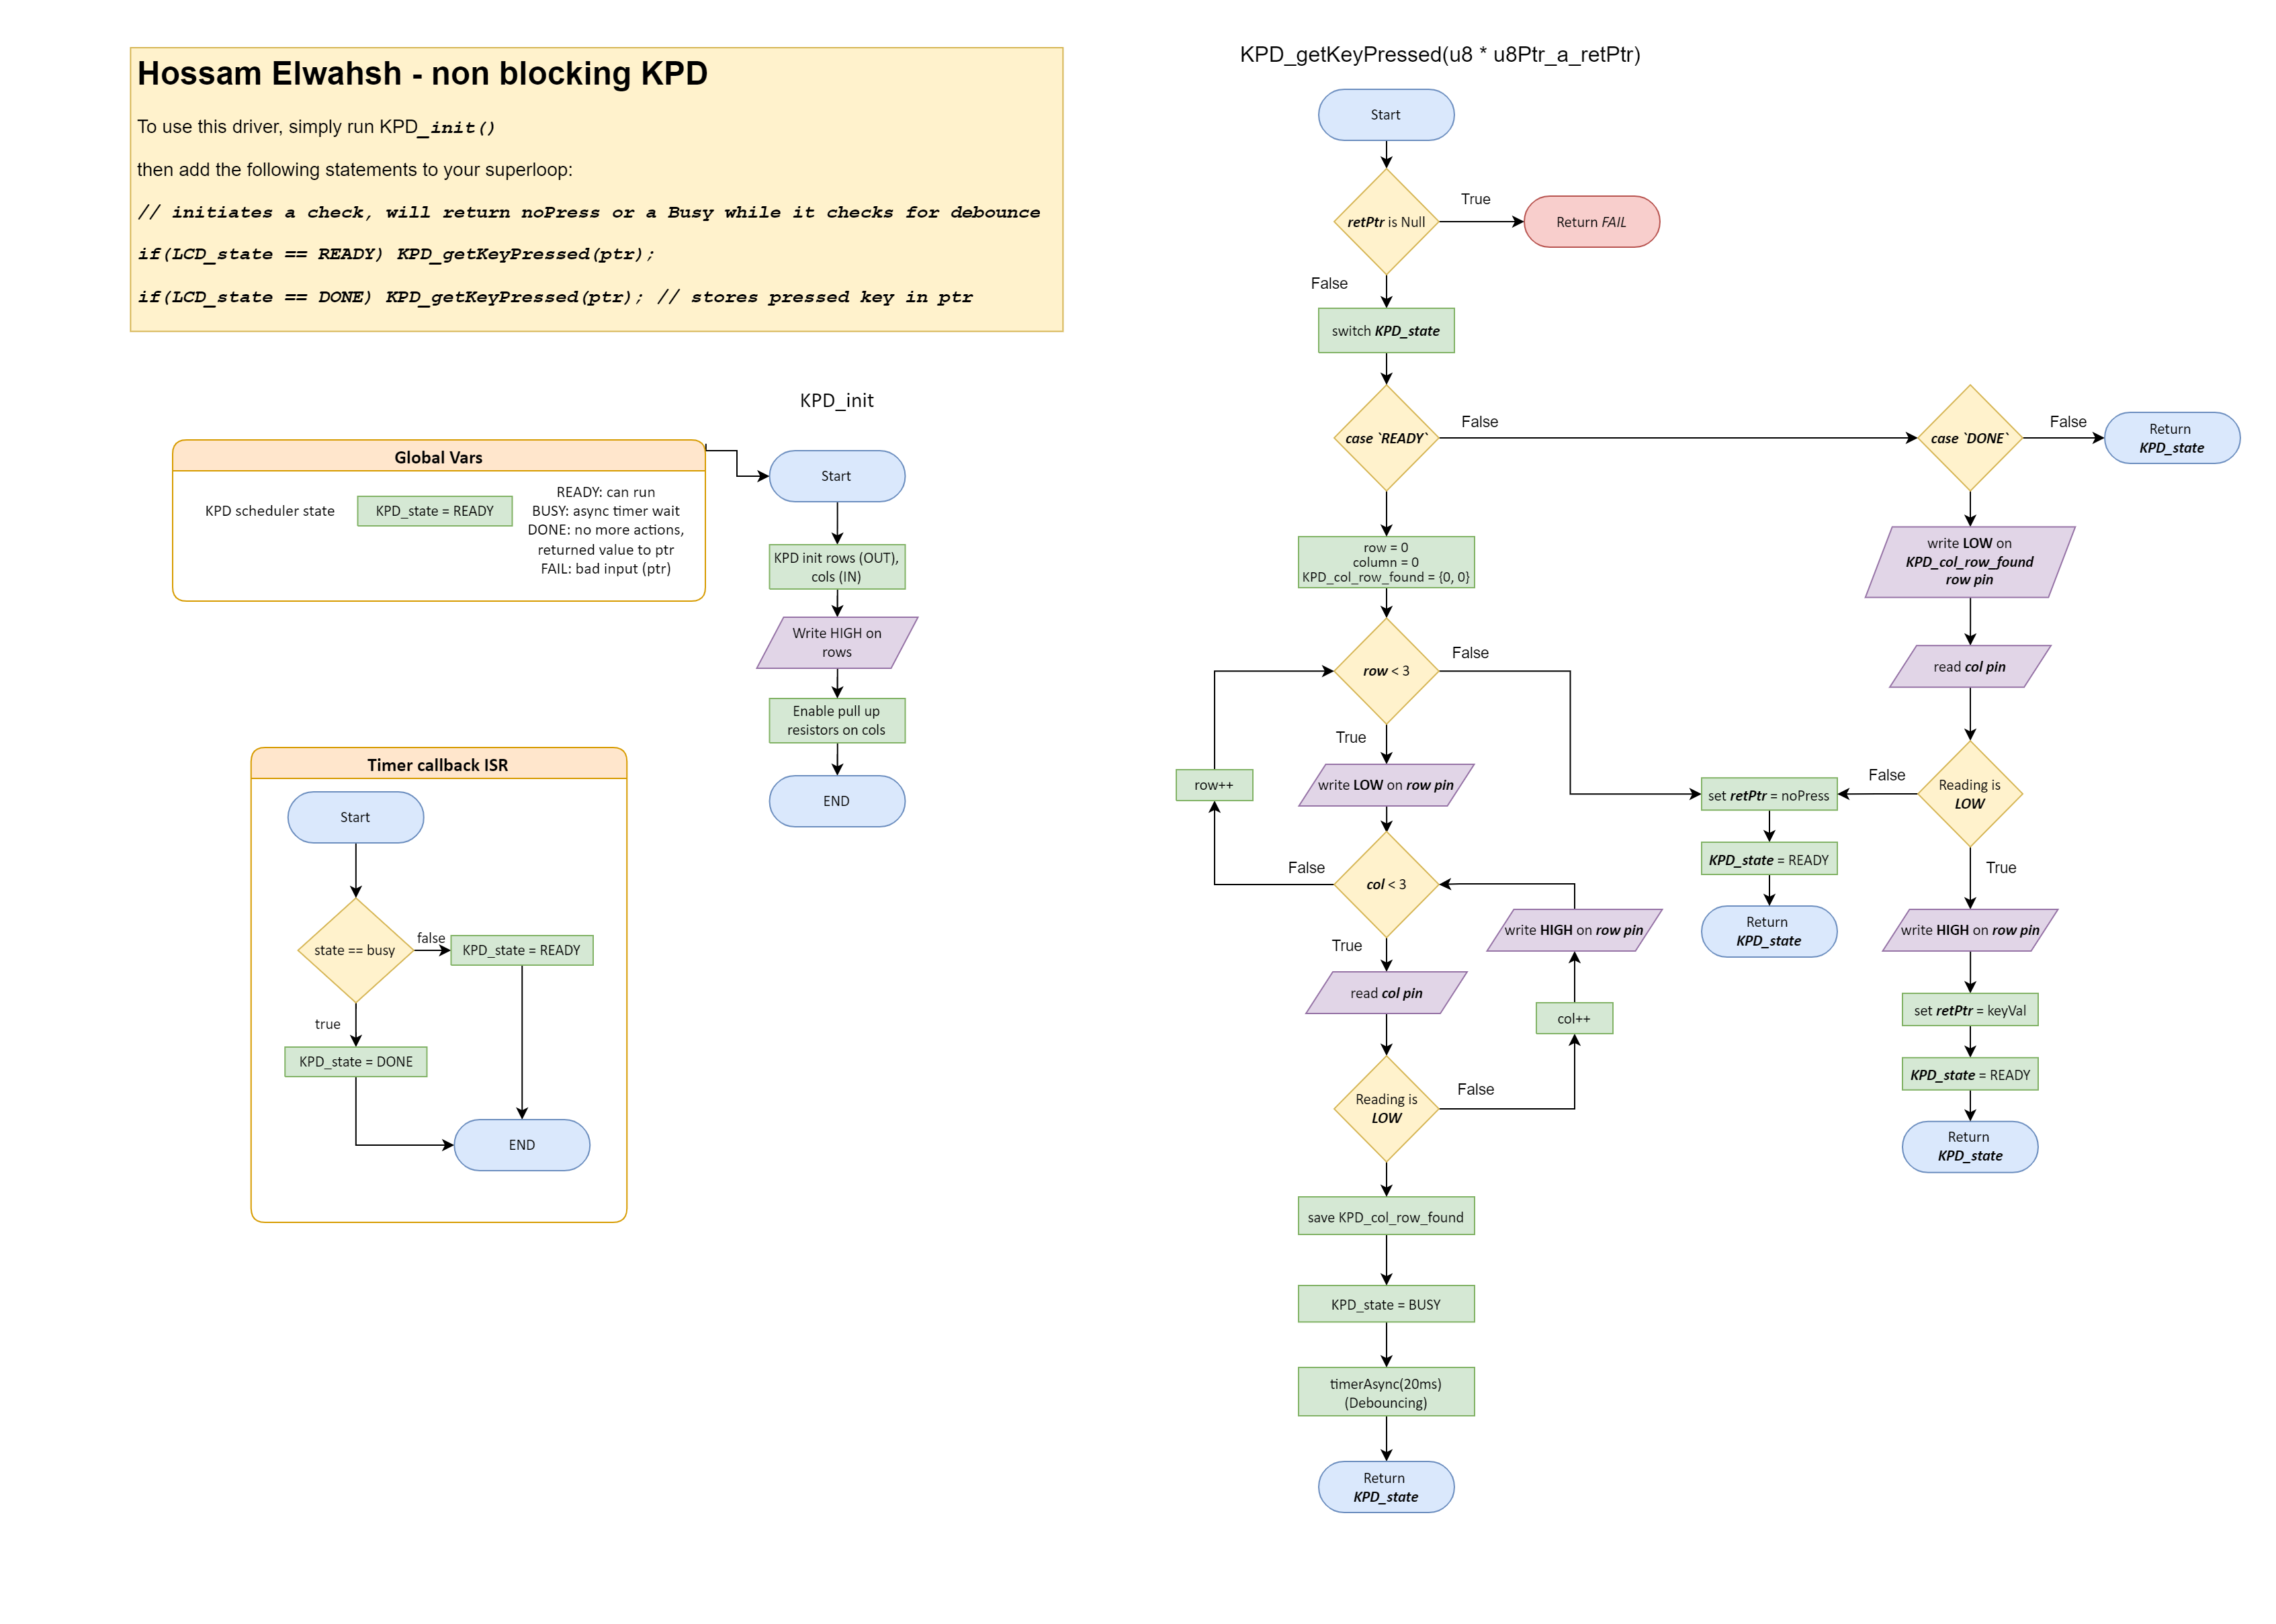 Hossam Elwahsh - non blocking KPD
To use this driver, simply run KPD_init()
then add the following statements to your superloop:
// initiates a check, will return noPress or a Busy while it checks for debounce
if(LCD_state == READY) KPD_getKeyPressed(ptr);
if(LCD_state == DONE) KPD_getKeyPressed(ptr); // stores pressed key in ptr
Global Vars
KPD scheduler state
KPD_state = READY
READY: can run
BUSY: async timer wait
DONE: no more actions,
returned value to ptr
FAIL: bad input (ptr)
KPD_init
Start
KPD init rows (OUT),
cols (IN)
Write HIGH on
rows
Enable pull up
resistors on cols
END
Timer callback ISR
Start
state == busy
false
KPD_state = READY
true
KPD_state = DONE
END
KPD_getKeyPressed(u8 * u8Ptr_a_retPtr)
Start
retPtr is Null
True
Return FAIL
False
switch KPD_state
case `READY`
False
case `DONE`
False
Return
KPD_state
row = 0
column = 0
KPD_col_row_found = {0, 0}
row < 3
False
True
row++
write LOW on row pin
col < 3
False
True
read col pin
Reading is
LOW
False
col++
write HIGH on row pin
save KPD_col_row_found
KPD_state = BUSY
timerAsync(20ms)
(Debouncing)
Return
KPD_state
write LOW on
KPD_col_row_found
row pin
read col pin
Reading is
LOW
False
set retPtr = noPress
KPD_state = READY
Return
KPD_state
True
write HIGH on row pin
set retPtr = keyVal
KPD_state = READY
Return
KPD_state